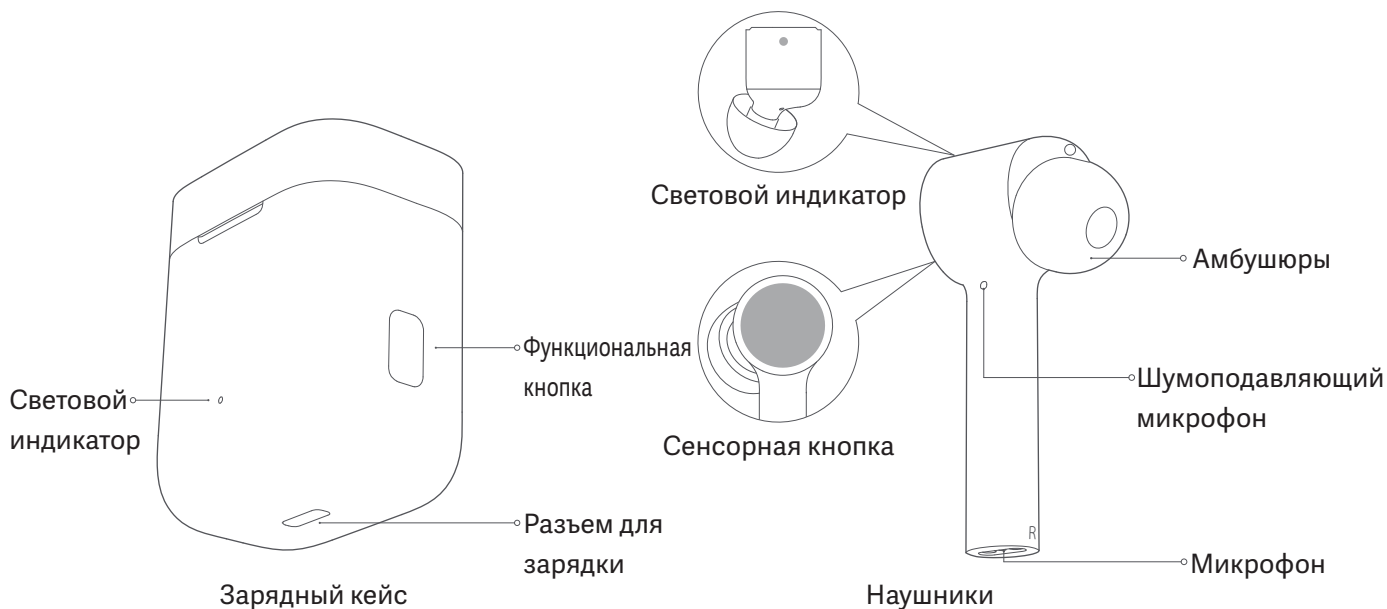 Световой индикатор
Амбушюры
Функциональная
кнопка
Шумоподавляющий
микрофон
Световой
индикатор
Сенсорная кнопка
Разъем для
зарядки
R
Микрофон
Зарядный кейс
Наушники